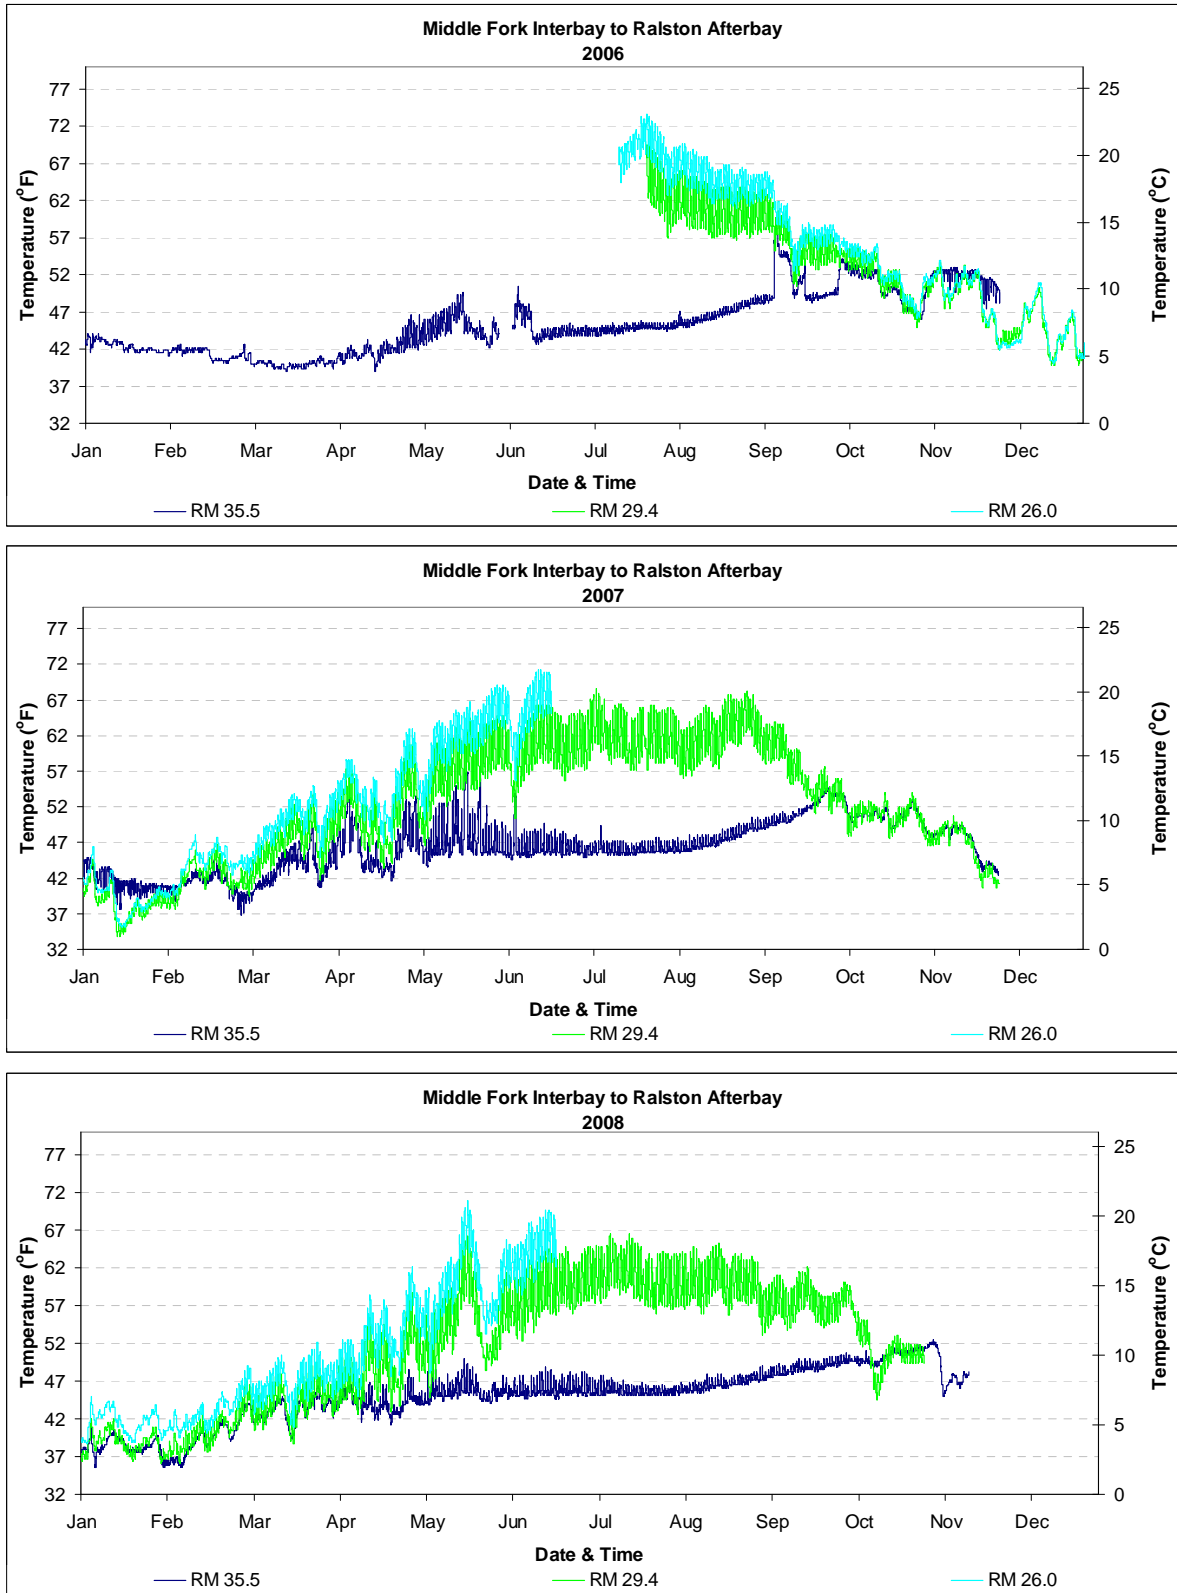 Middle Fork Interbay to Ralston Afterbay
2006
Temperature (°F)
77
72
67
62
57
52
47
42
37
32
25
20
15
10
5
0
Temperature (°C)
Jan Feb Mar Apr May Jun Jul Aug Sep Oct Nov Dec
Date & Time
RM 35.5 RM 29.4 RM 26.0
Middle Fork Interbay to Ralston Afterbay
2007
Temperature (°F)
77
72
67
62
57
52
47
42
37
32
25
20
15
10
5
0
Temperature (°C)
Jan Feb Mar Apr May Jun Jul Aug Sep Oct Nov Dec
Date & Time
RM 35.5 RM 29.4 RM 26.0
Middle Fork Interbay to Ralston Afterbay
2008
Temperature (°F)
77
72
67
62
57
52
47
42
37
32
25
20
15
10
5
0
Temperature (°C)
Jan Feb Mar Apr May Jun Jul Aug Sep Oct Nov Dec
Date & Time
RM 35.5 RM 29.4 RM 26.0